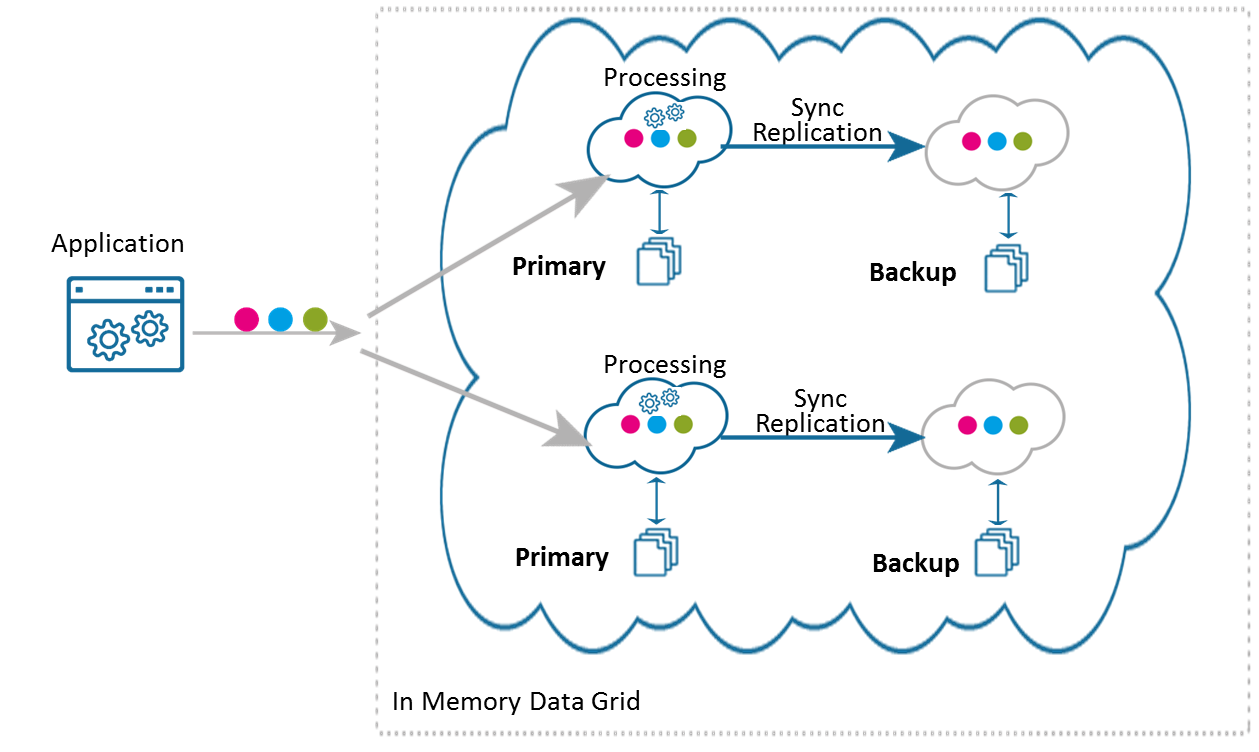 Processing
Sync
Replication
Application
Primary
Backup
Processing
Sync
Replication
Primary
Backup
In Memory Data Grid